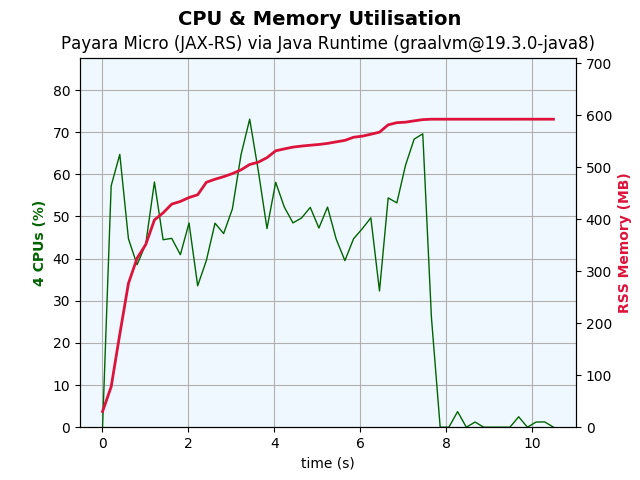 CPU & Memory Utilisation
Payara Micro (JAX-RS) via Java Runtime (graalvm@19.3.0-java8)
4 CPUs (%)
80
70
60
50
40
30
20
10
0
0 2 4 6 8 10
time (s)
700
600
500
400
300
200
100
0
RSS Memory (MB)